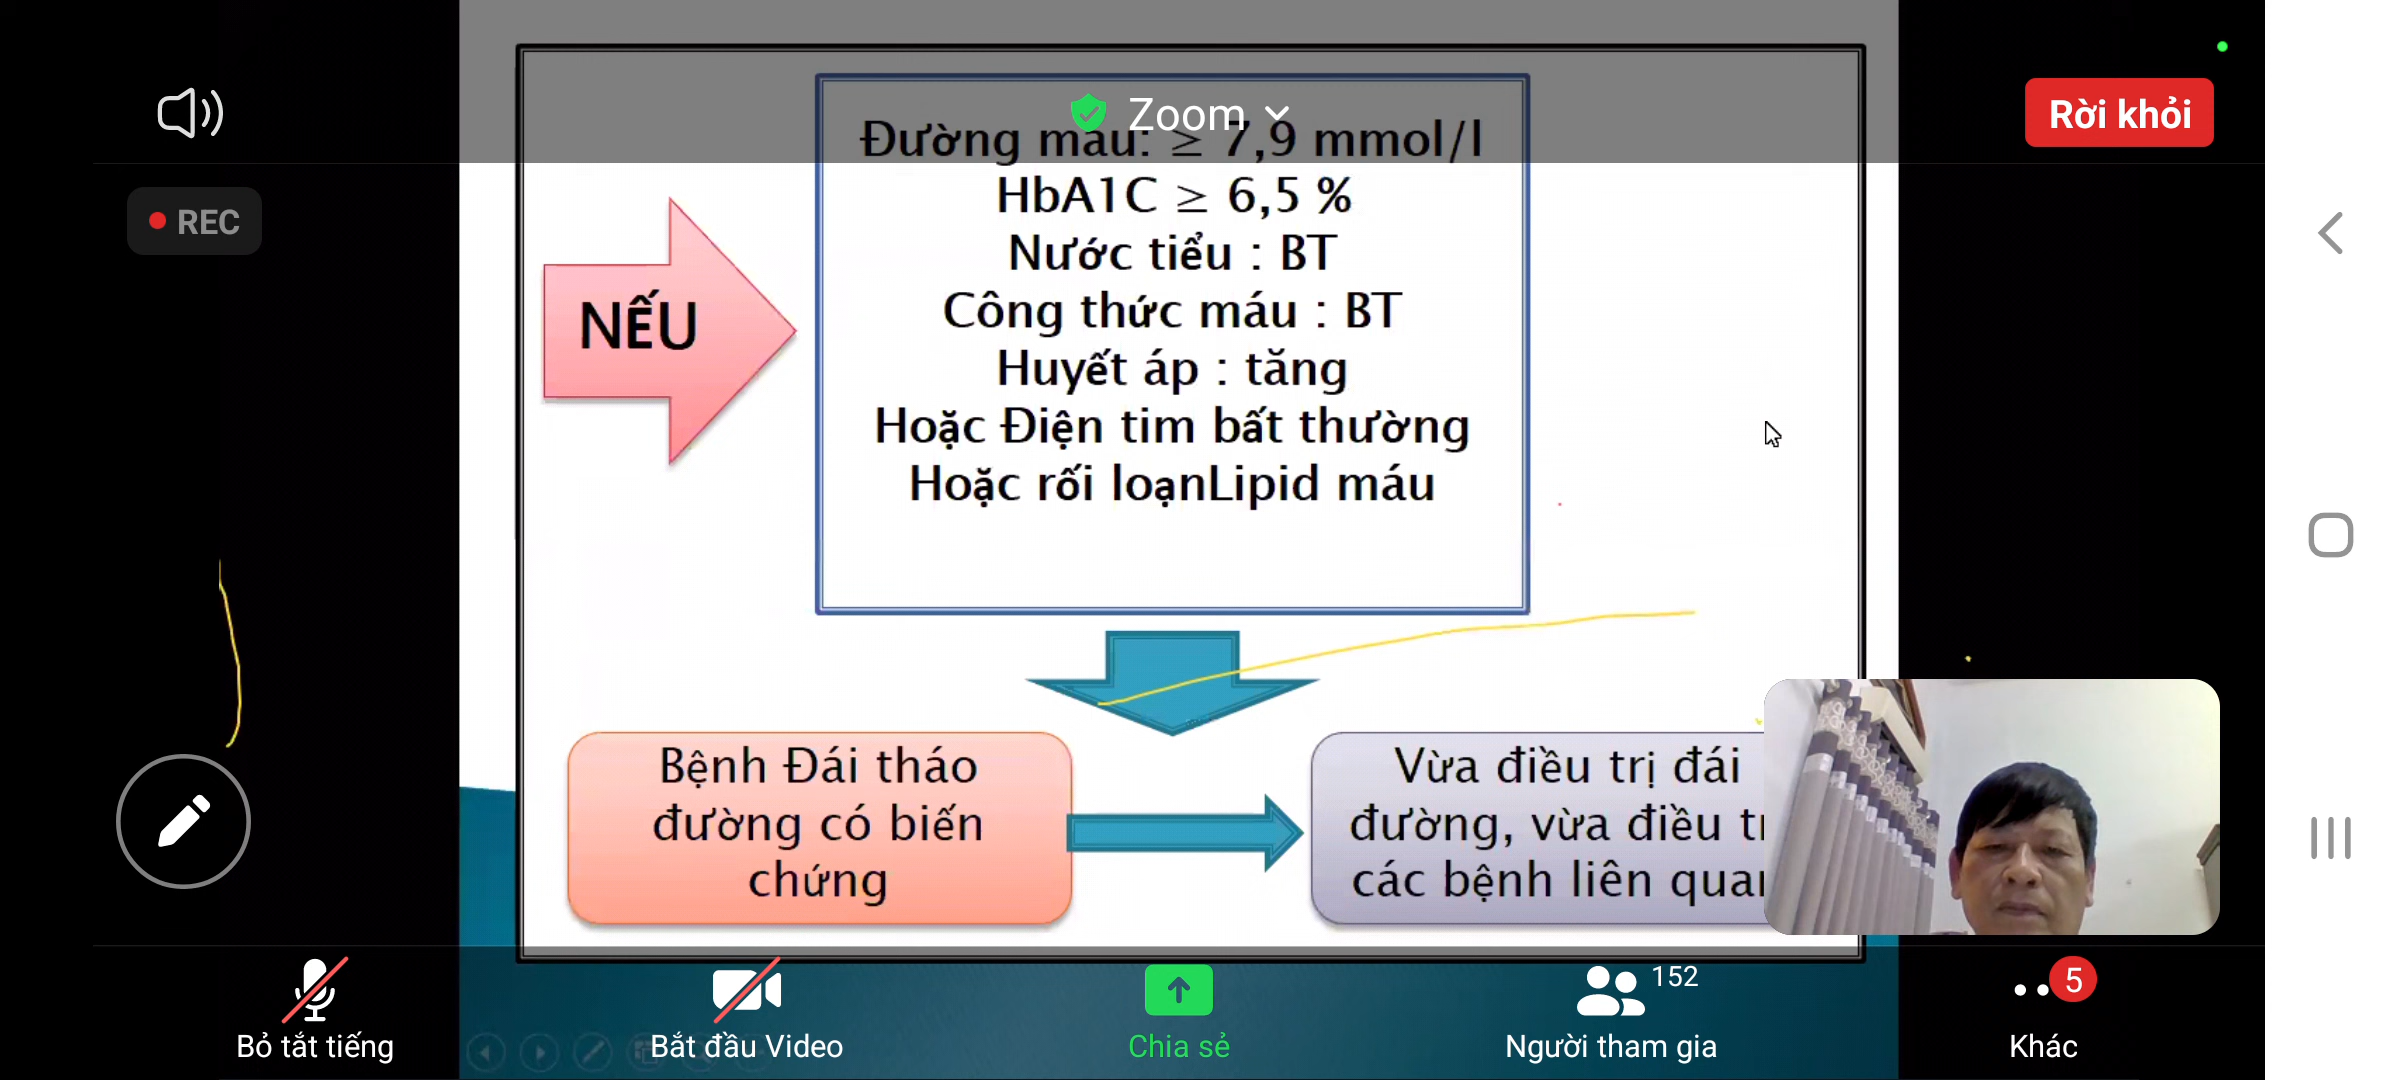 Zoom
Rời khỏi
Đường máu: ≥ 7,9 mmol/l
REC
HbA1C ≥ 6,5 %
Nước tiểu : BT
Công thức máu : BT
Huyết áp : tăng
Hoặc Điện tim bất thường
Hoặc rối loạnLipid máu
NẾU
Bệnh Đái tháo
đường có biến
chứng
Vừa điều trị đái
đường, vừa điều
các bệnh liên
152
5
Bỏ tắt tiếng
Bắt đầu Video
Chia sẻ
Người tham gia
Khác